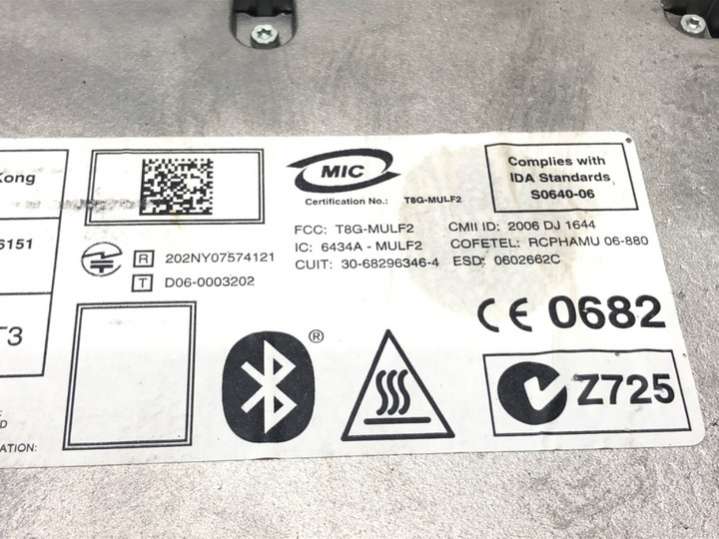 Kong
6151
T3
D
ATION:
R 202NY07574121
T D06-0003202
MIC
Certification No.: T8G-MULF2
Complies with
IDA Standards
S0640-06
FCC: T8G-MULF2 CMII ID: 2006 DJ 1644
IC: 6434A - MULF2 COFETEL: RCPHAMU 06-880
CUIT: 30-68296346-4 ESD: 0602662C
CE 0682
®
Z725